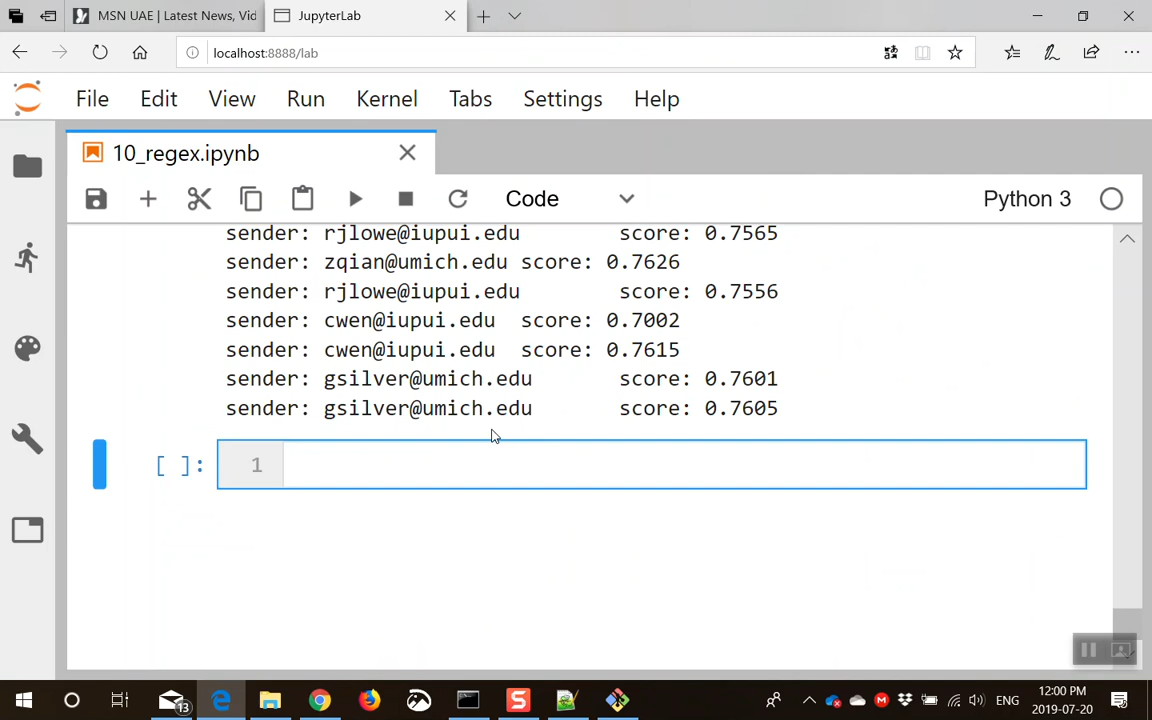 MSN UAE | Latest News, Vid
JupyterLab
localhost:8888/lab
File Edit View Run Kernel Tabs Settings Help
10_regex.ipynb
Code
Python 3
sender: rjlowe@iupui.edu score: 0.7565
sender: zqian@umich.edu score: 0.7626
sender: rjlowe@iupui.edu score: 0.7556
sender: cwen@iupui.edu score: 0.7002
sender: cwen@iupui.edu score: 0.7615
sender: gsilver@umich.edu score: 0.7601
sender: gsilver@umich.edu score: 0.7605
[ ]: 1
13
ENG
12:00 PM
2019-07-20